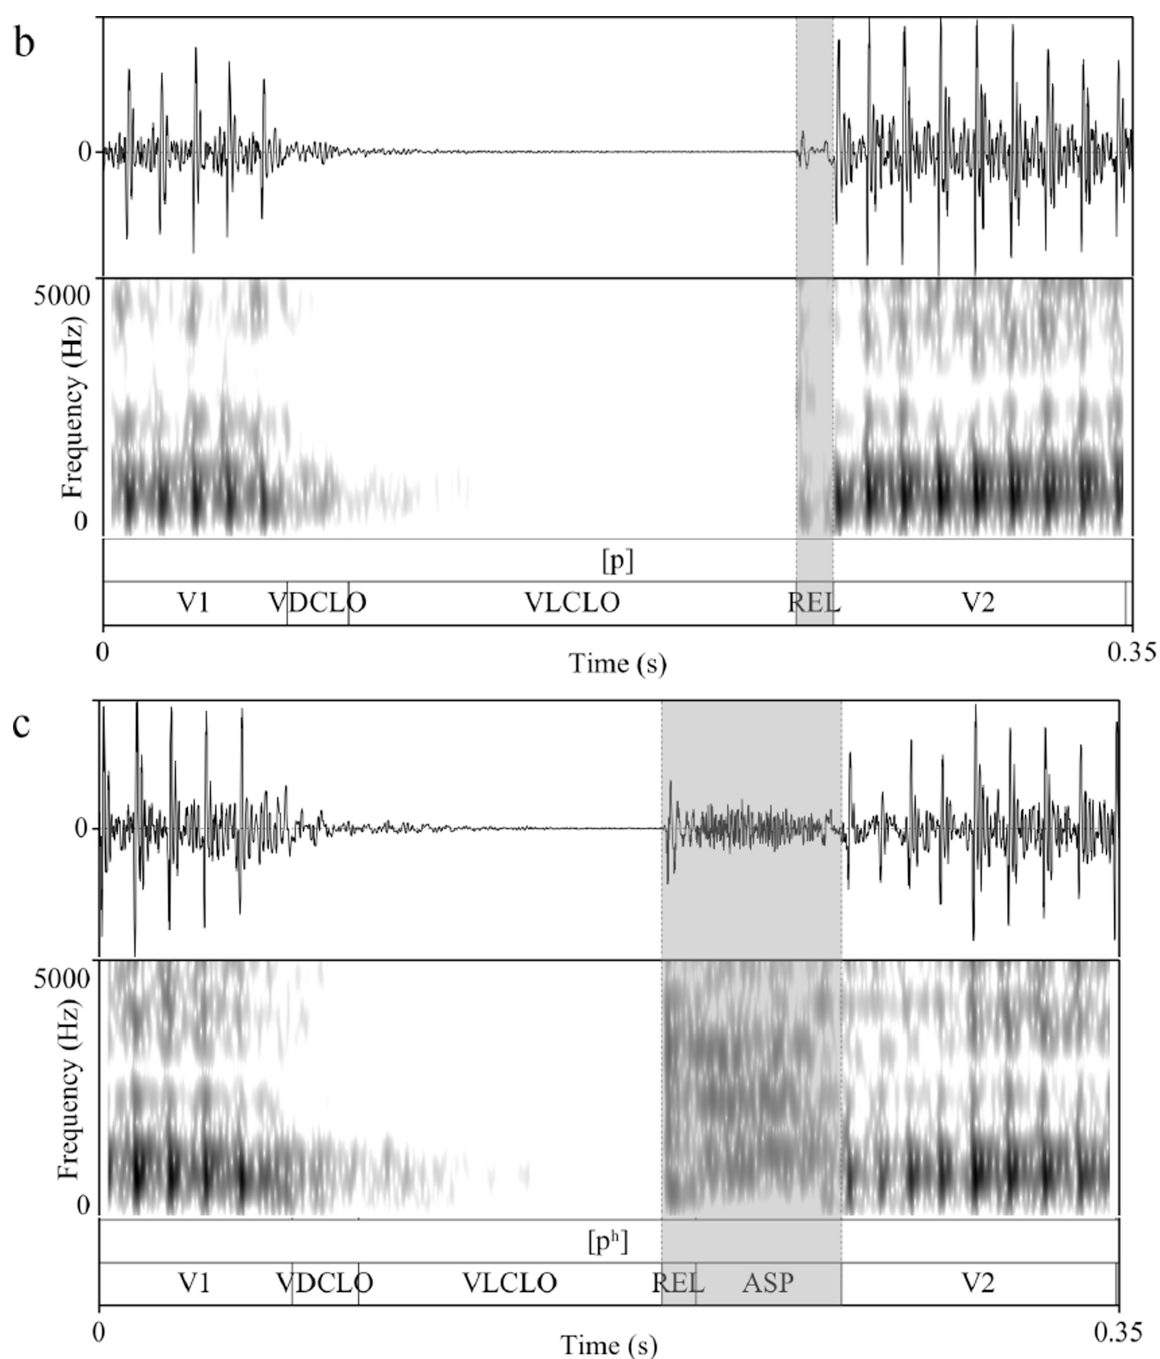 b
0
5000
Frequency (Hz)
0
[p]
V1 VDCLO VLCLO REL V2
0 0.35
Time (s)
c
0
5000
Frequency (Hz)
0
[pʰ]
V1 VDCLO VLCLO REL ASP V2
0 0.35
Time (s)